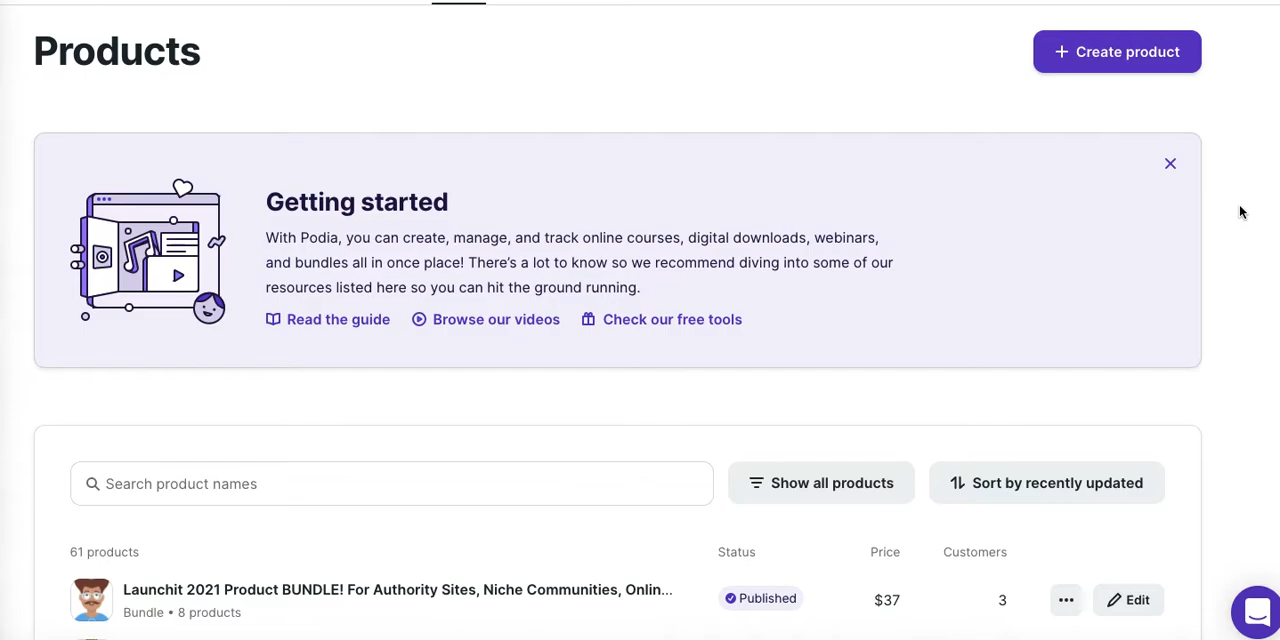 Products
Create product
Getting started
With Podia, you can create, manage, and track online courses, digital downloads, webinars,
and bundles all in once place! There's a lot to know so we recommend diving into some of our
resources listed here so you can hit the ground running.
Read the guide Browse our videos Check our free tools
Search product names Show all products Sort by recently updated
61 products Status Price Customers
Launchit 2021 Product BUNDLE! For Authority Sites, Niche Communities, Onlin...
Published $37 3 Edit
Bundle • 8 products